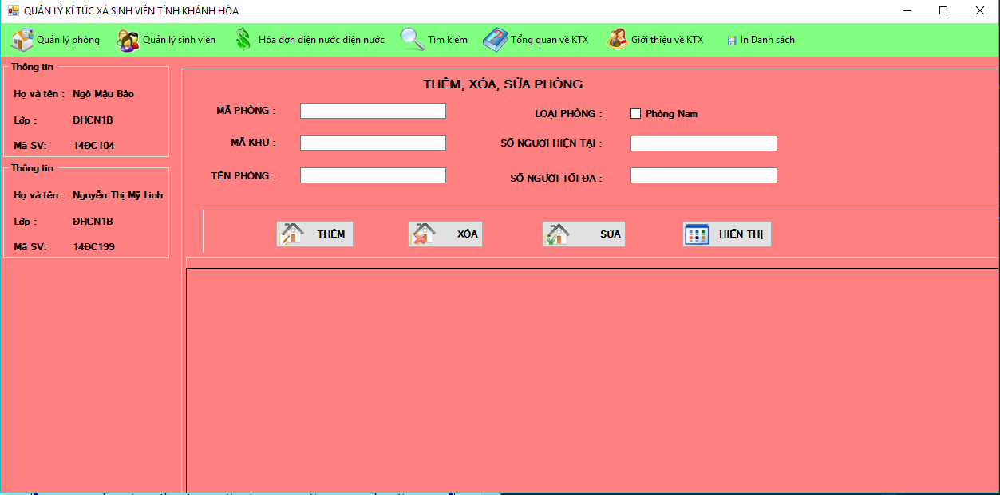 QUẢN LÝ KÍ TÚC XÁ SINH VIÊN TỈNH KHÁNH HÒA
Quản lý phòng Quản lý sinh viên Hóa đơn điện nước điện nước Tìm kiếm Tổng quan về KTX Giới thiệu về KTX In Danh sách
Thông tin
Họ và tên : Ngô Mậu Bảo
Lớp : ĐHCN1B
Mã SV: 14ĐC104
Thông tin
Họ và tên : Nguyễn Thị Mỹ Linh
Lớp : ĐHCN1B
Mã SV: 14ĐC199
THÊM, XÓA, SỬA PHÒNG
MÃ PHÒNG : LOẠI PHÒNG : Phòng Nam
MÃ KHU : SỐ NGƯỜI HIỆN TẠI :
TÊN PHÒNG : SỐ NGƯỜI TỐI ĐA :
THÊM XÓA SỬA HIỂN THỊ